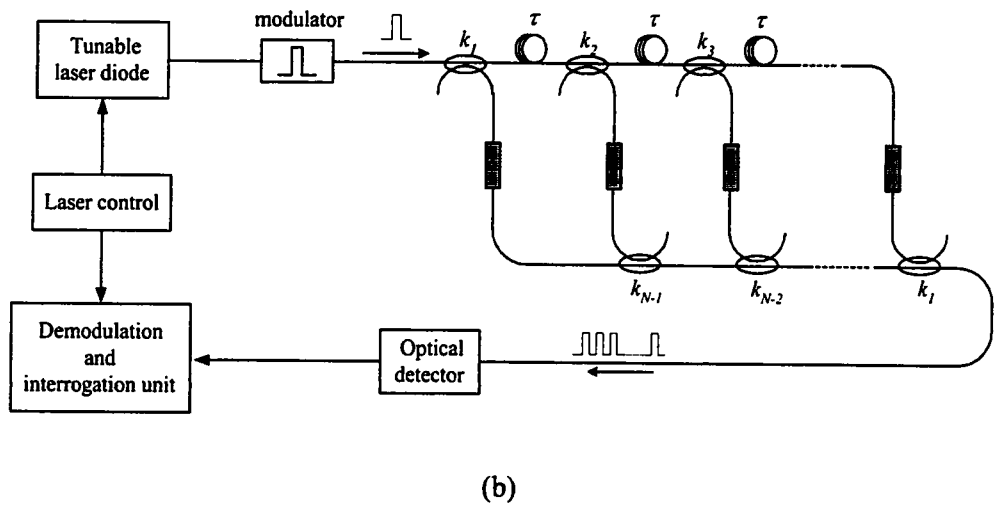 Tunable
laser diode
modulator
k1
τ
k2
τ
k3
τ
Laser control
kN-1
kN-2
k1
Demodulation
and
interrogation unit
Optical
detector
(b)